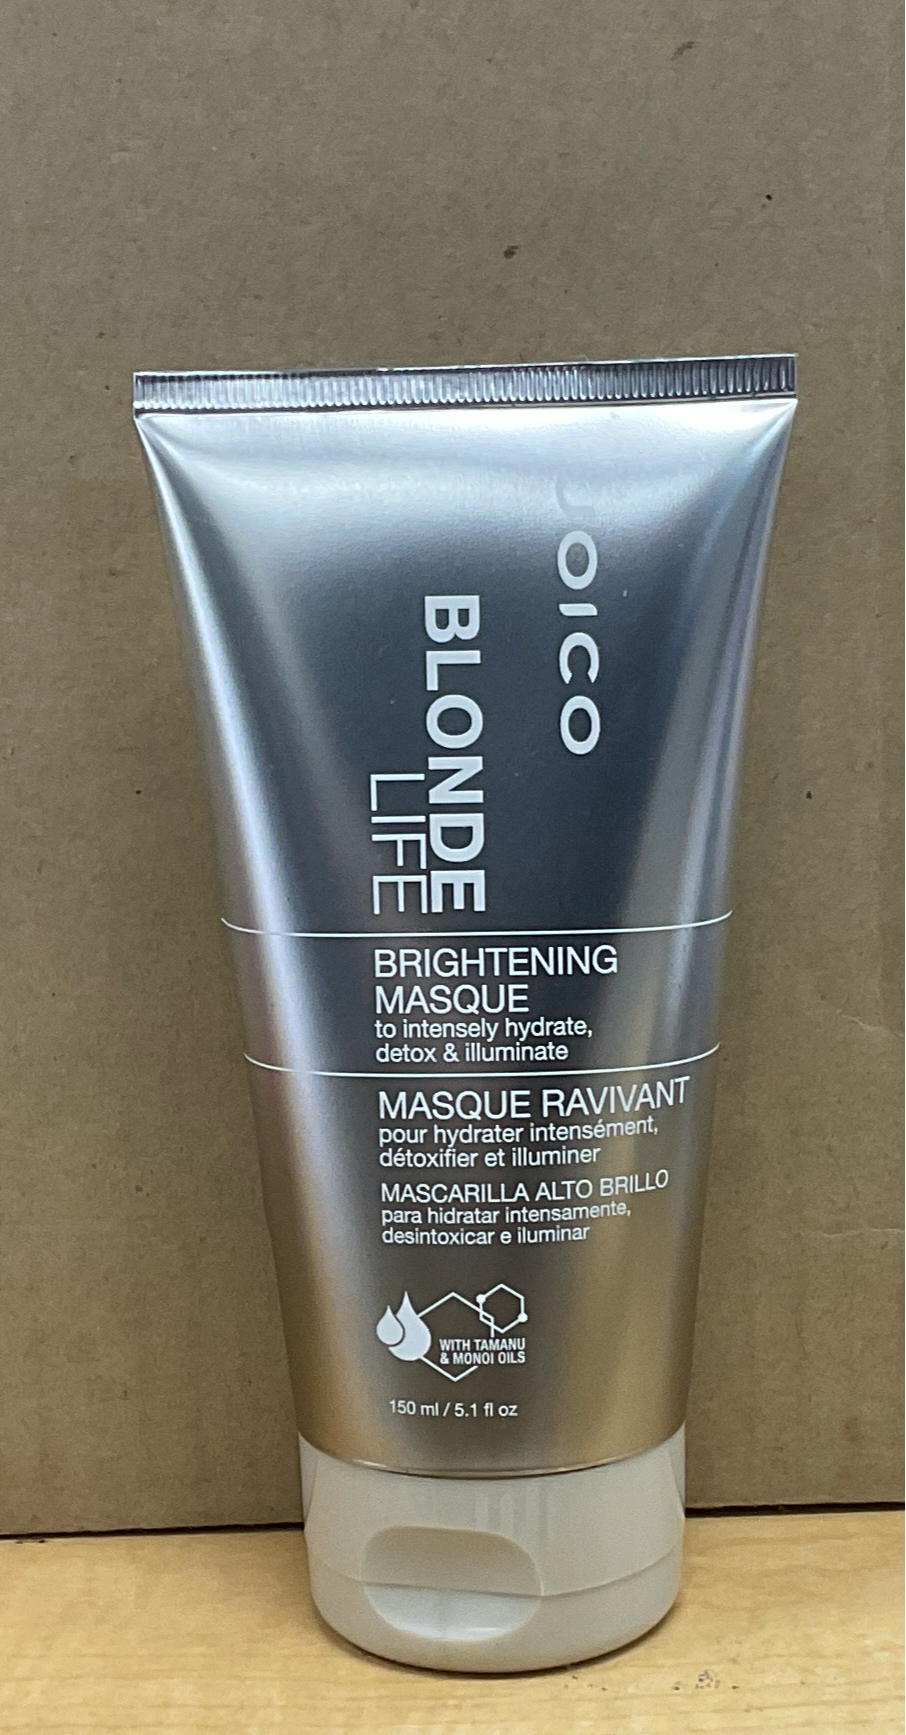 JOICO
BLONDE
LIFE
BRIGHTENING
MASQUE
to intensely hydrate,
detox & illuminate
MASQUE RAVIVANT
pour hydrater intensément,
détoxifier et illuminer
MASCARILLA ALTO BRILLO
para hidratar intensamente,
desintoxicar e iluminar
WITH TAMANU
& MONOI OILS
150 ml / 5.1 fl oz